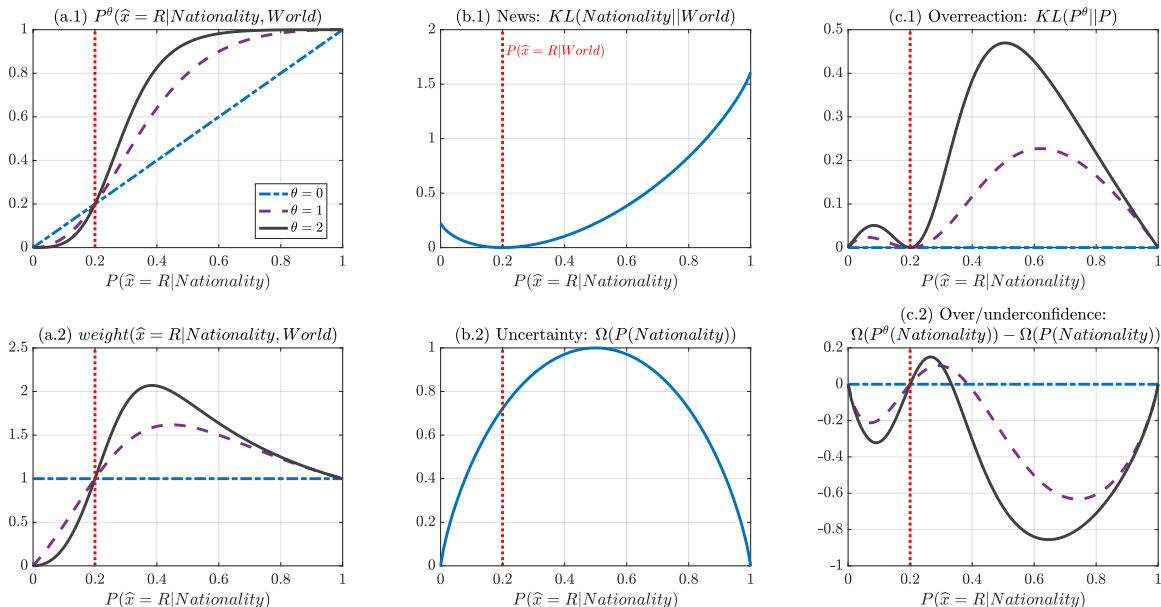 (a.1) P^θ(x̂ = R|Nationality, World)
1
0.8
0.6
0.4
0.2
0
0 0.2 0.4 0.6 0.8 1
P(x̂ = R|Nationality)
θ = 0
θ = 1
θ = 2
(b.1) News: KL(Nationality||World)
2
1.5
1
0.5
0
P(x̂ = R|World)
0 0.2 0.4 0.6 0.8 1
P(x̂ = R|Nationality)
(c.1) Overreaction: KL(P^θ||P)
0.5
0.4
0.3
0.2
0.1
0
0 0.2 0.4 0.6 0.8 1
P(x̂ = R|Nationality)
(a.2) weight(x̂ = R|Nationality, World)
2.5
2
1.5
1
0.5
0
0 0.2 0.4 0.6 0.8 1
P(x̂ = R|Nationality)
(b.2) Uncertainty: Ω(P(Nationality))
1
0.8
0.6
0.4
0.2
0
0 0.2 0.4 0.6 0.8 1
P(x̂ = R|Nationality)
(c.2) Over/underconfidence:
Ω(P^θ(Nationality)) − Ω(P(Nationality))
0.2
0
-0.2
-0.4
-0.6
-0.8
-1
0 0.2 0.4 0.6 0.8 1
P(x̂ = R|Nationality)